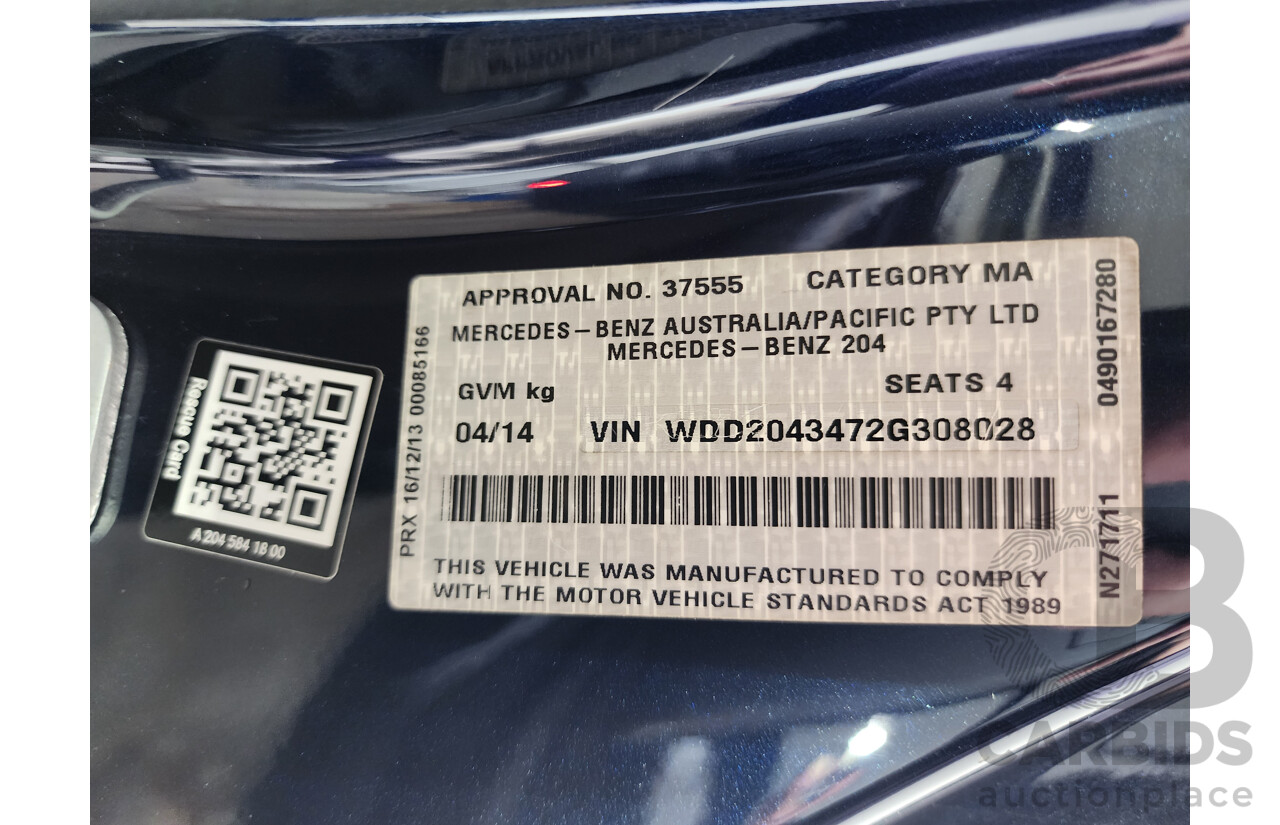 APPROVAL NO. 37555 CATEGORY MA
MERCEDES-BENZ AUSTRALIA/PACIFIC PTY LTD
MERCEDES-BENZ 204
GVM kg SEATS 4
04/14 VIN WDD2043472G308028
THIS VEHICLE WAS MANUFACTURED TO COMPLY
WITH THE MOTOR VEHICLE STANDARDS ACT 1989
PRX 16/12/13 00085166
0490167280
N271711
Rescue Card
A 204 584 18 00
CB
CARBIDS
auctionplace